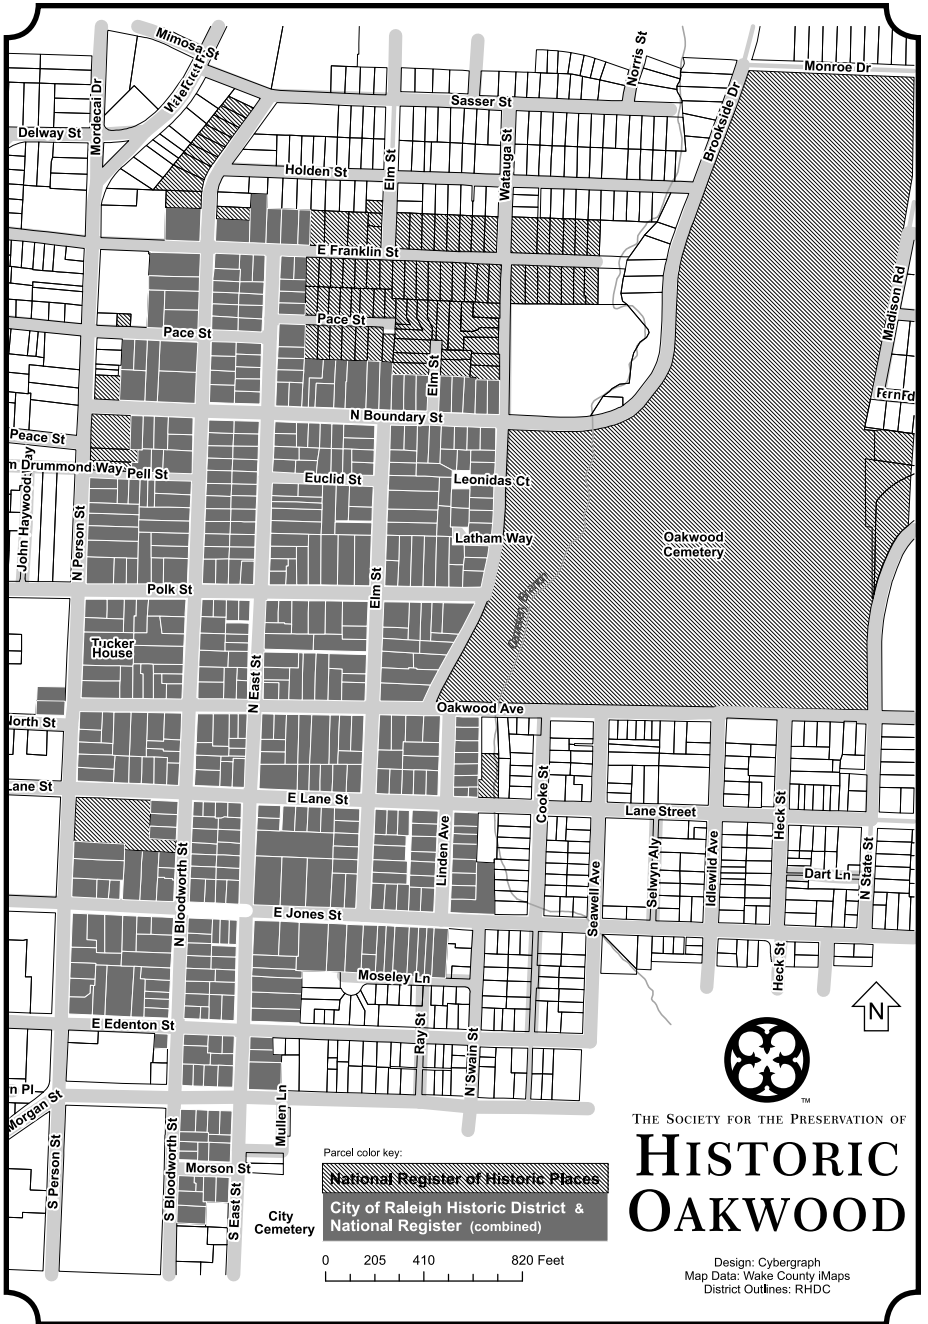 Mimosa St
Norris St
Monroe Dr
Mordecai Dr
Sasser St
Brookside Dr
Delway St
Watauga St
Elm St
Holden St
E Franklin St
Madison Rd
Pace St
Pace St
Elm St
N Boundary St
Peace St
m Drummond Way
Pell St
Euclid St
Leonidas Ct
John Haywood Way
N Person St
Latham Way
Oakwood
Cemetery
Polk St
Elm St
Tucker
House
N East St
Oakwood Ave
North St
Lane St
E Lane St
Cooke St
Lane Street
Heck St
Linden Ave
Selwyn Aly
Idlewild Ave
Dart Ln
N State St
Seawell Ave
N Bloodworth St
E Jones St
Heck St
Moseley Ln
N
E Edenton St
Ray St
N Swain St
n Pl
Morgan St
Mullen Ln
TM
The Society for the Preservation of
Historic
Oakwood
S Person St
S Bloodworth St
Morson St
S East St
City
Cemetery
Parcel color key:
National Register of Historic Places
City of Raleigh Historic District &
National Register (combined)
0 205 410 820 Feet
Design: Cybergraph
Map Data: Wake County iMaps
District Outlines: RHDC